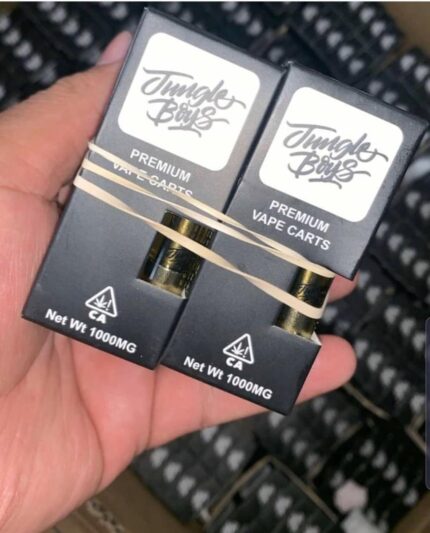 Jungle
Boys
PREMIUM
VAPE CARTS
CA
Net Wt 1000MG
Jungle
Boys
PREMIUM
VAPE CARTS
CA
Net Wt 1000MG